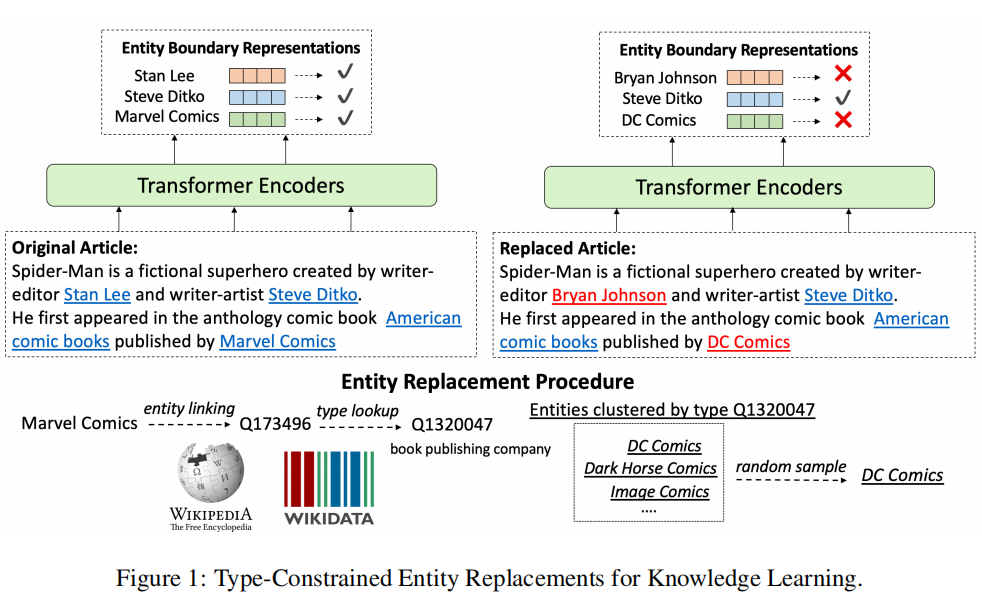 Entity Boundary Representations
Stan Lee
Steve Ditko
Marvel Comics
Transformer Encoders
Original Article:
Spider-Man is a fictional superhero created by writer-
editor Stan Lee and writer-artist Steve Ditko.
He first appeared in the anthology comic book American
comic books published by Marvel Comics
Entity Boundary Representations
Bryan Johnson
Steve Ditko
DC Comics
Transformer Encoders
Replaced Article:
Spider-Man is a fictional superhero created by writer-
editor Bryan Johnson and writer-artist Steve Ditko.
He first appeared in the anthology comic book American
comic books published by DC Comics
Entity Replacement Procedure
Marvel Comics entity linking Q173496 type lookup Q1320047
book publishing company
WIKIPEDIA
The Free Encyclopedia
WIKIDATA
Entities clustered by type Q1320047
DC Comics
Dark Horse Comics
Image Comics
....
random sample
DC Comics
Figure 1: Type-Constrained Entity Replacements for Knowledge Learning.